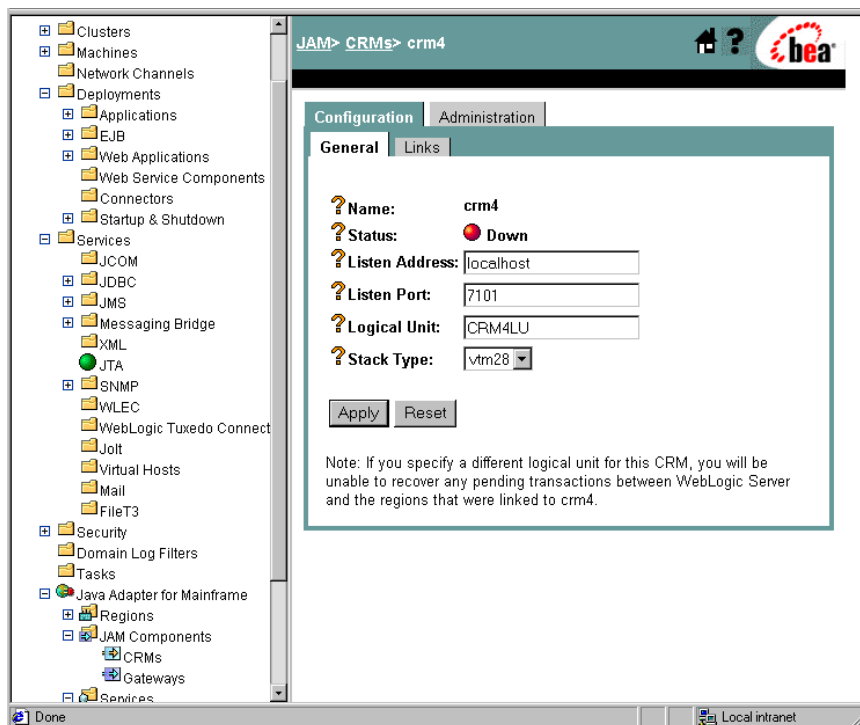 Clusters
Machines
Network Channels
Deployments
Applications
EJB
Web Applications
Web Service Components
Connectors
Startup & Shutdown
Services
JCOM
JDBC
JMS
Messaging Bridge
XML
JTA
SNMP
WLEC
WebLogic Tuxedo Connect
Jolt
Virtual Hosts
Mail
FileT3
Security
Domain Log Filters
Tasks
Java Adapter for Mainframe
Regions
JAM Components
CRMs
Gateways
Services
JAM> CRMs> crm4
? bea
Configuration Administration
General Links
? Name: crm4
? Status: Down
? Listen Address: localhost
? Listen Port: 7101
? Logical Unit: CRM4LU
? Stack Type: vtm28
Apply Reset
Note: If you specify a different logical unit for this CRM, you will be
unable to recover any pending transactions between WebLogic Server
and the regions that were linked to crm4.
Done Local intranet